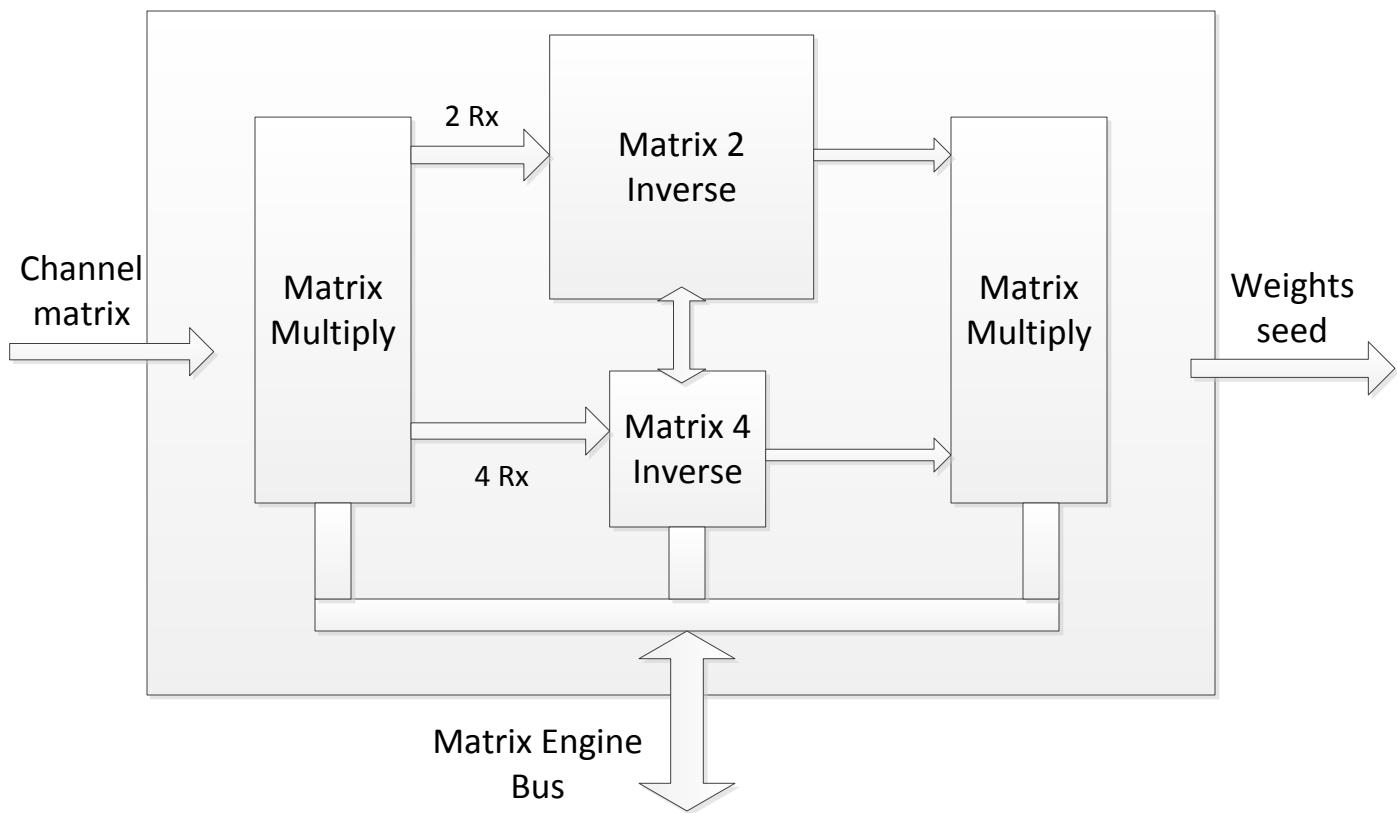 2 Rx
Matrix 2
Inverse
Channel
matrix
Matrix
Multiply
Matrix
Multiply
Weights
seed
Matrix 4
Inverse
4 Rx
Matrix Engine
Bus